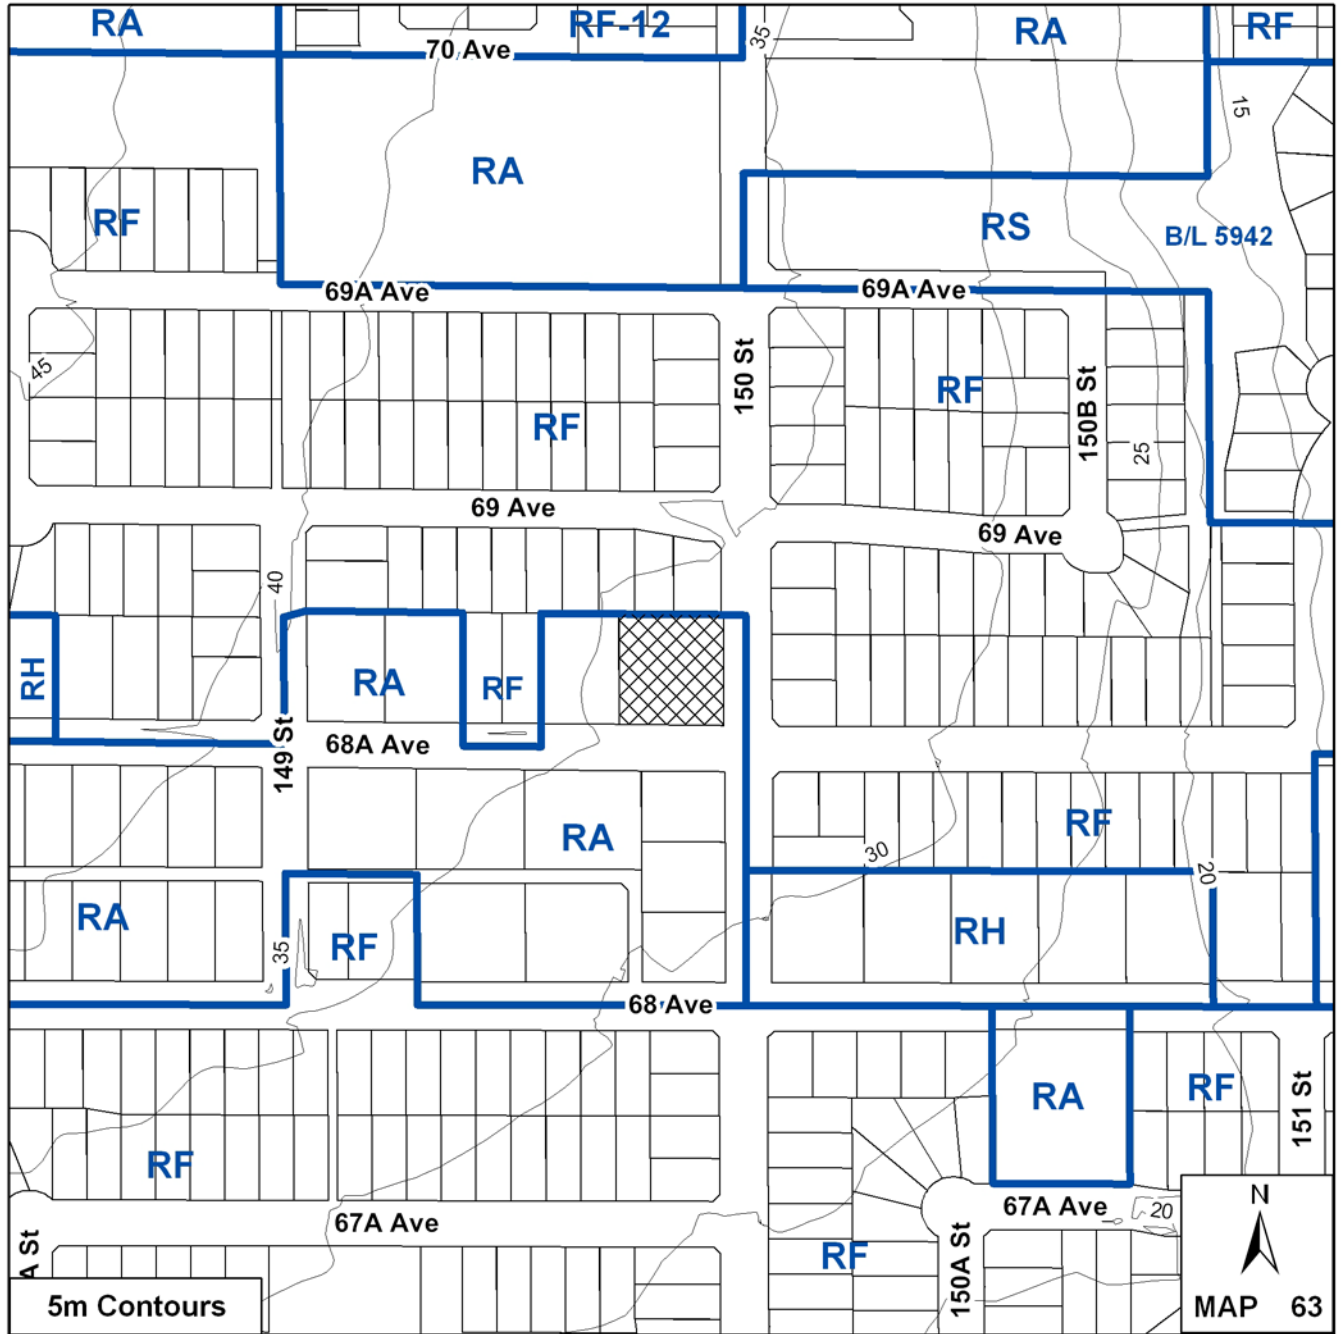 RA
RF-12
35
RA
RF
70 Ave
15
RA
RF
RS
B/L 5942
69A Ave
69A Ave
45
150 St
RF
150B St
RF
25
69 Ave
69 Ave
40
RH
RA
RF
68A Ave
149 St
RA
RF
30
20
RA
RF
35
RH
68 Ave
RA
RF
151 St
RF
67A Ave
67A Ave
20
N
A St
RF
150A St
5m Contours
MAP 63